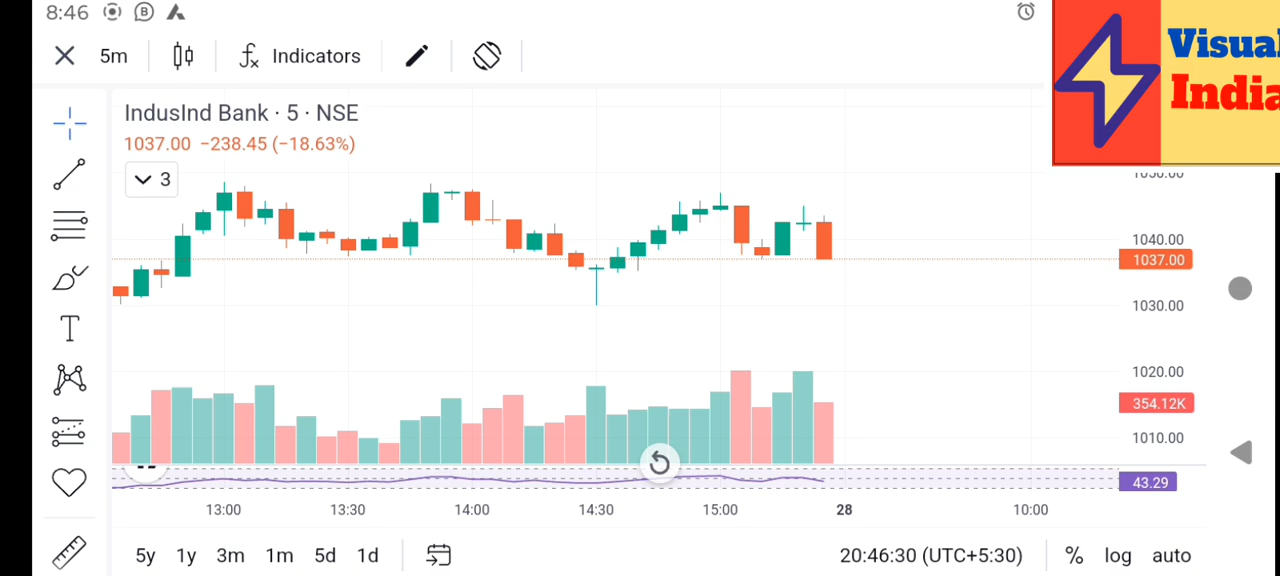 8:46
5m
Indicators
Visual
India
IndusInd Bank · 5 · NSE
1037.00 −238.45 (−18.63%)
3
1050.00
1040.00
1037.00
1030.00
1020.00
354.12K
1010.00
43.29
13:00 13:30 14:00 14:30 15:00 28 10:00
5y 1y 3m 1m 5d 1d 20:46:30 (UTC+5:30) % log auto